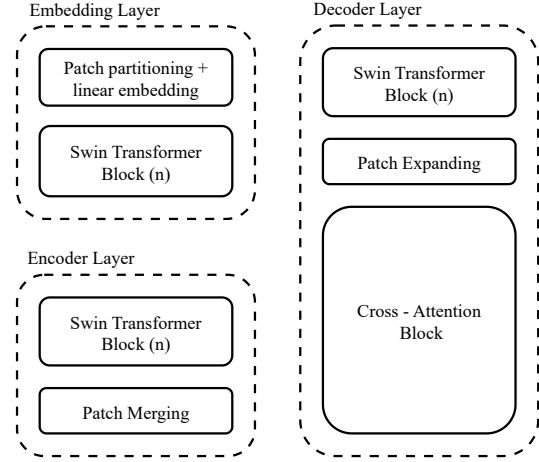 Embedding Layer
Patch partitioning +
linear embedding
Swin Transformer
Block (n)
Encoder Layer
Swin Transformer
Block (n)
Patch Merging
Decoder Layer
Swin Transformer
Block (n)
Patch Expanding
Cross - Attention
Block